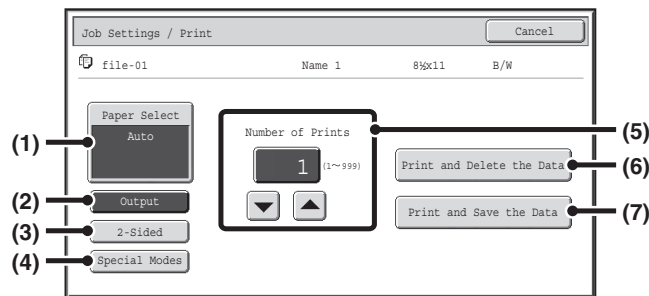 Job Settings / Print
Cancel
file-01 Name 1 8½x11 B/W
Paper Select
Auto
Number of Prints
1 (1~999)
Output
2-Sided
Special Modes
Print and Delete the Data
Print and Save the Data
(1)
(2)
(3)
(4)
(5)
(6)
(7)